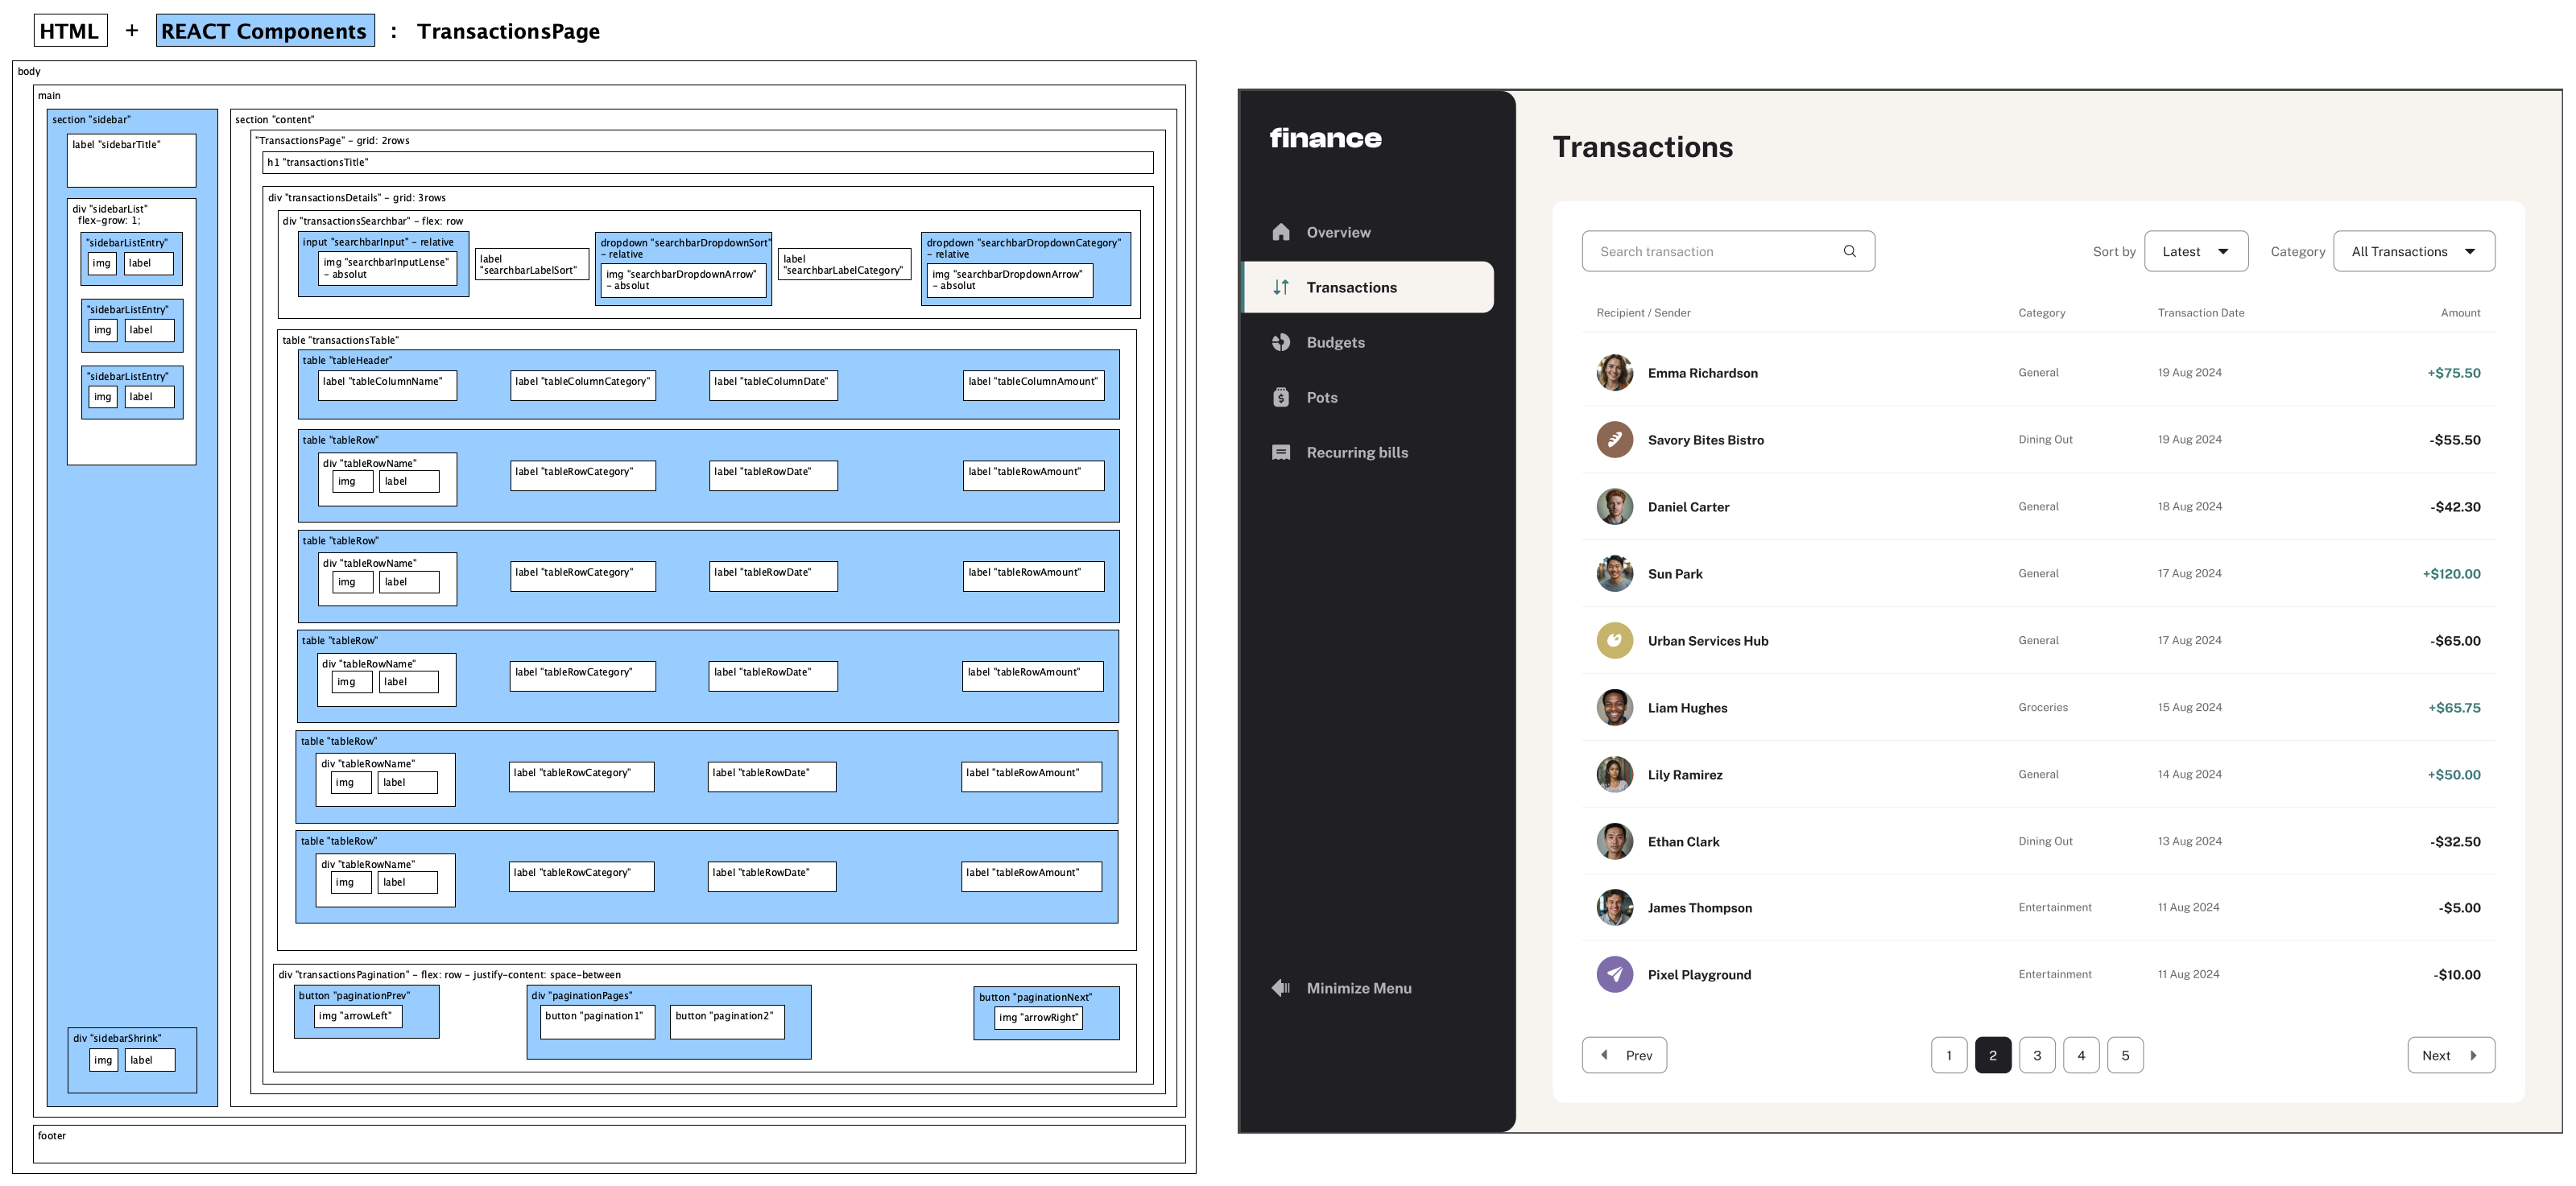 HTML + REACT Components : TransactionsPage
body
main
section "sidebar"
label "sidebarTitle"
div "sidebarList"
flex-grow: 1;
"sidebarListEntry"
img label
"sidebarListEntry"
img label
"sidebarListEntry"
img label
div "sidebarShrink"
img label
section "content"
"TransactionsPage" - grid: 2rows
h1 "transactionsTitle"
div "transactionsDetails" - grid: 3rows
div "transactionsSearchbar" - flex: row
input "searchbarInput" - relative
img "searchbarInputLense"
- absolut
label
"searchbarLabelSort"
dropdown "searchbarDropdownSort"
- relative
img "searchbarDropdownArrow"
- absolut
label
"searchbarLabelCategory"
dropdown "searchbarDropdownCategory"
- relative
img "searchbarDropdownArrow"
- absolut
table "transactionsTable"
table "tableHeader"
label "tableColumnName" label "tableColumnCategory" label "tableColumnDate" label "tableColumnAmount"
table "tableRow"
div "tableRowName"
img label
label "tableRowCategory" label "tableRowDate" label "tableRowAmount"
table "tableRow"
div "tableRowName"
img label
label "tableRowCategory" label "tableRowDate" label "tableRowAmount"
table "tableRow"
div "tableRowName"
img label
label "tableRowCategory" label "tableRowDate" label "tableRowAmount"
table "tableRow"
div "tableRowName"
img label
label "tableRowCategory" label "tableRowDate" label "tableRowAmount"
table "tableRow"
div "tableRowName"
img label
label "tableRowCategory" label "tableRowDate" label "tableRowAmount"
div "transactionsPagination" - flex: row - justify-content: space-between
button "paginationPrev"
img "arrowLeft"
div "paginationPages"
button "pagination1" button "pagination2"
button "paginationNext"
img "arrowRight"
footer
finance
Overview
Transactions
Budgets
Pots
Recurring bills
Minimize Menu
Transactions
Search transaction Sort by Latest Category All Transactions
Recipient / Sender Category Transaction Date Amount
Emma Richardson General 19 Aug 2024 +$75.50
Savory Bites Bistro Dining Out 19 Aug 2024 -$55.50
Daniel Carter General 18 Aug 2024 -$42.30
Sun Park General 17 Aug 2024 +$120.00
Urban Services Hub General 17 Aug 2024 -$65.00
Liam Hughes Groceries 15 Aug 2024 +$65.75
Lily Ramirez General 14 Aug 2024 +$50.00
Ethan Clark Dining Out 13 Aug 2024 -$32.50
James Thompson Entertainment 11 Aug 2024 -$5.00
Pixel Playground Entertainment 11 Aug 2024 -$10.00
Prev 1 2 3 4 5 Next